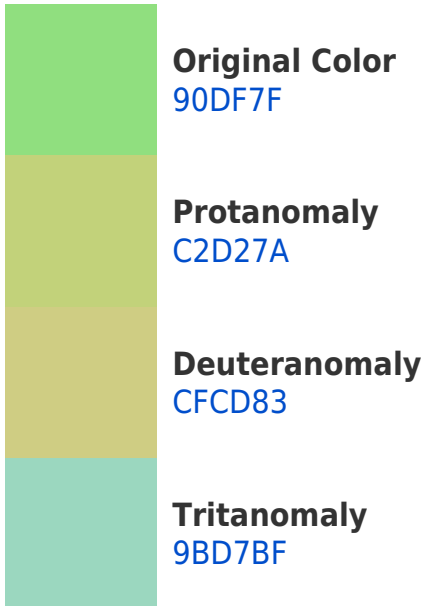 Original Color
90DF7F
Protanomaly
C2D27A
Deuteranomaly
CFCD83
Tritanomaly
9BD7BF